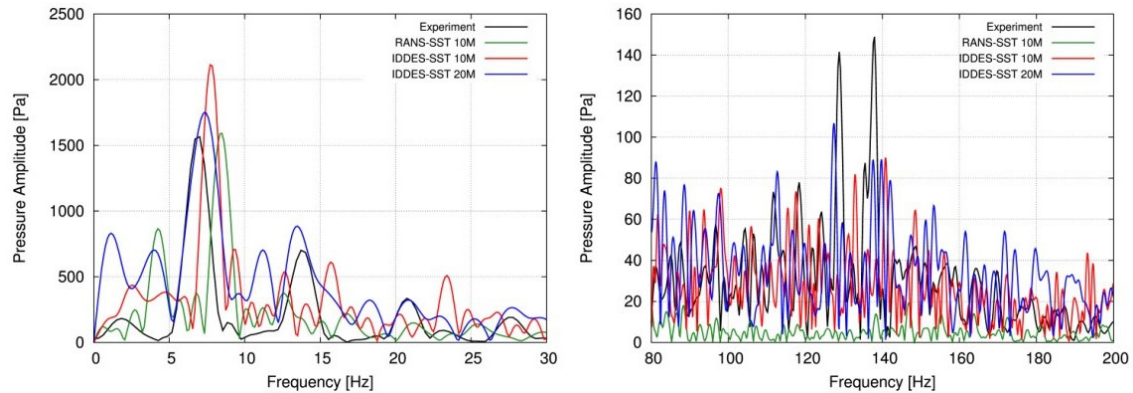 2500
2000
1500
1000
500
0
Pressure Amplitude [Pa]
Experiment
RANS-SST 10M
IDDES-SST 10M
IDDES-SST 20M
0 5 10 15 20 25 30
Frequency [Hz]
160
140
120
100
80
60
40
20
0
Pressure Amplitude [Pa]
Experiment
RANS-SST 10M
IDDES-SST 10M
IDDES-SST 20M
80 100 120 140 160 180 200
Frequency [Hz]